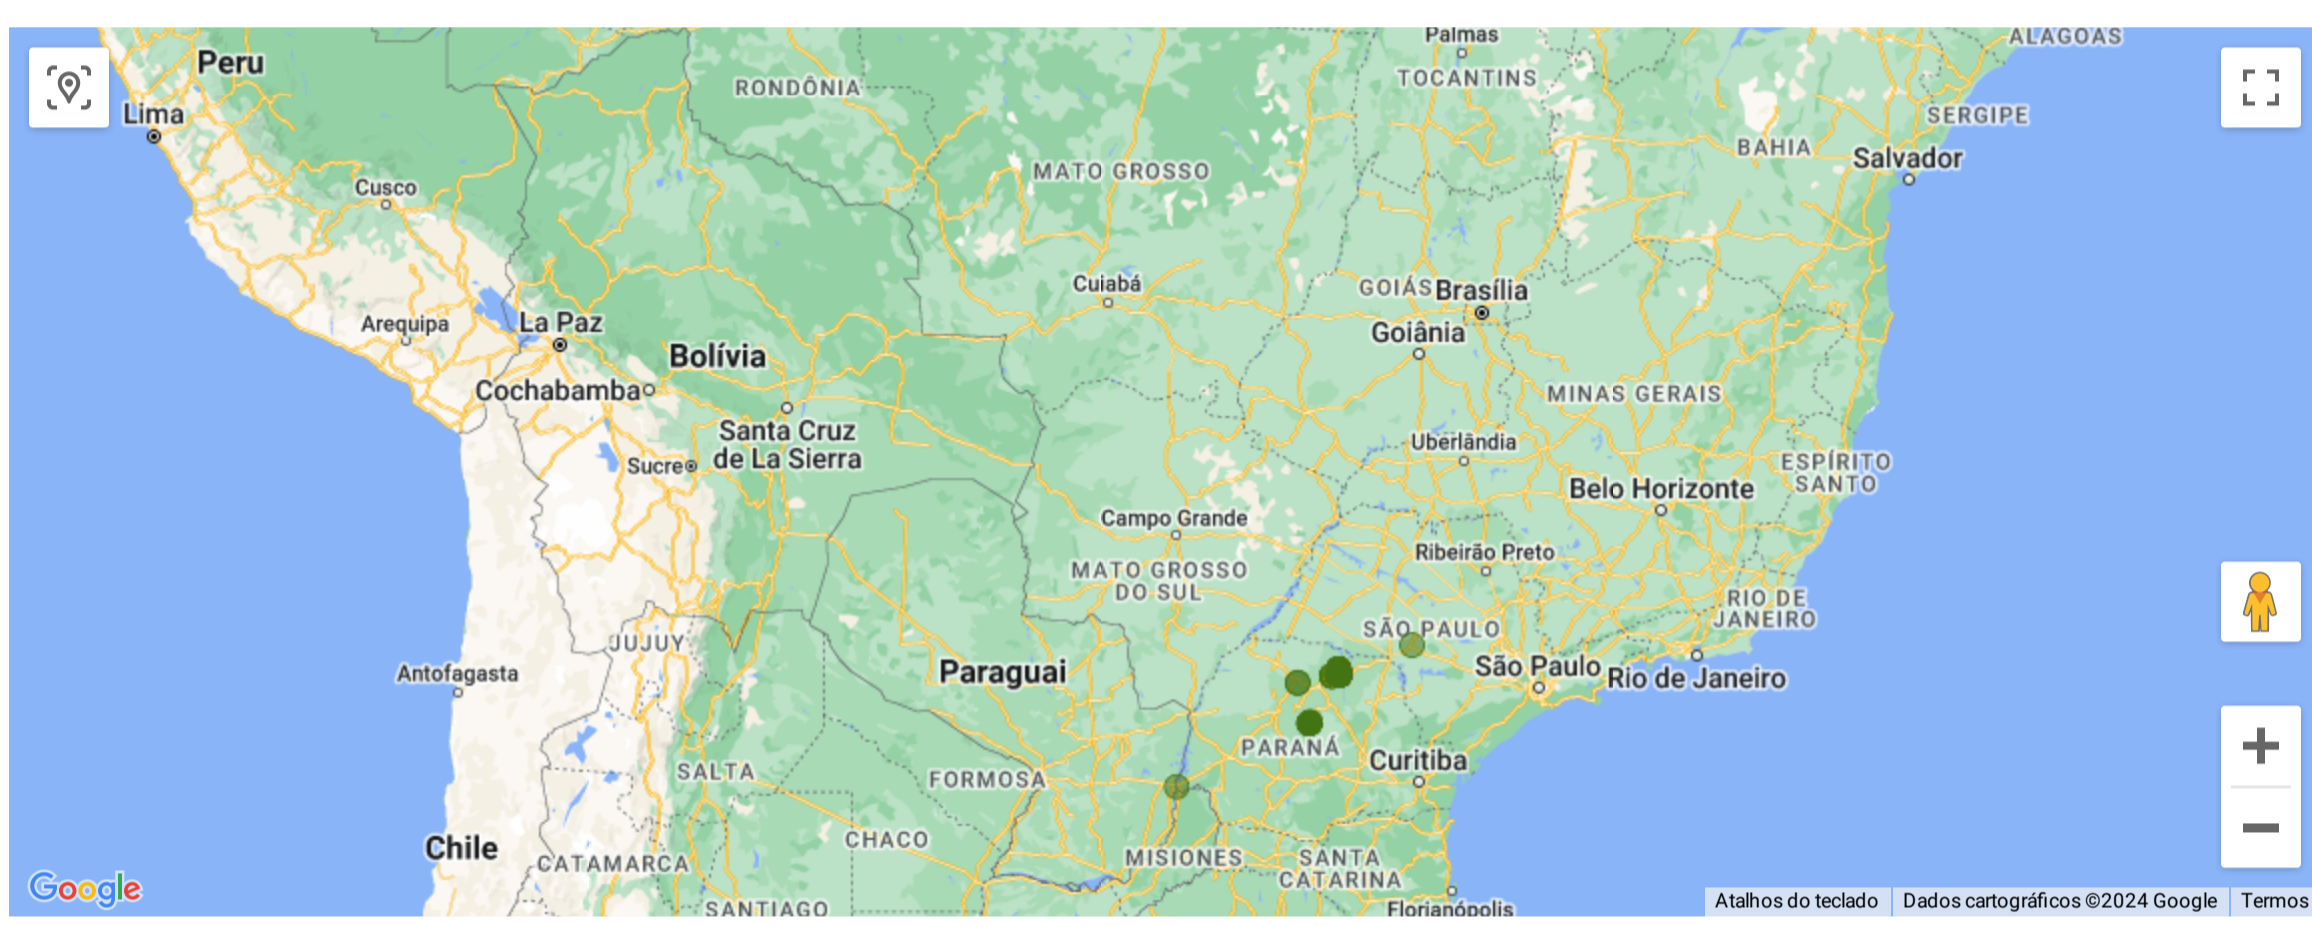 Palmas
ALAGOAS
Peru
TOCANTINS
RONDÔNIA
Lima
SERGIPE
BAHIA
Salvador
MATO GROSSO
Cusco
Cuiabá
GOIÁS
Brasília
Arequipa
La Paz
Goiânia
Bolívia
Cochabamba
MINAS GERAIS
Santa Cruz
de La Sierra
Uberlândia
Sucre
ESPÍRITO
SANTO
Belo Horizonte
Campo Grande
Ribeirão Preto
MATO GROSSO
DO SUL
RIO DE
JANEIRO
SÃO PAULO
JUJUY
Antofagasta
Paraguai
São Paulo
Rio de Janeiro
PARANÁ
Curitiba
SALTA
FORMOSA
CHACO
Chile
CATAMARCA
MISIONES
SANTA
CATARINA
Google
SANTIAGO
Florianópolis
Atalhos do teclado
Dados cartográficos ©2024 Google
Termos